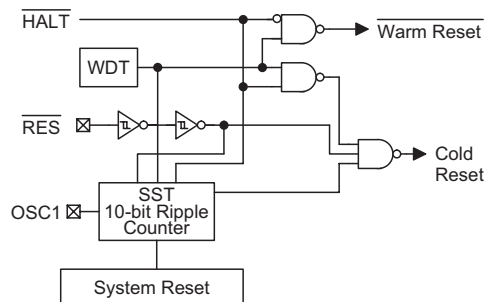 HALT
Warm Reset
WDT
RES
Cold
Reset
SST
10-bit Ripple
Counter
OSC1
System Reset